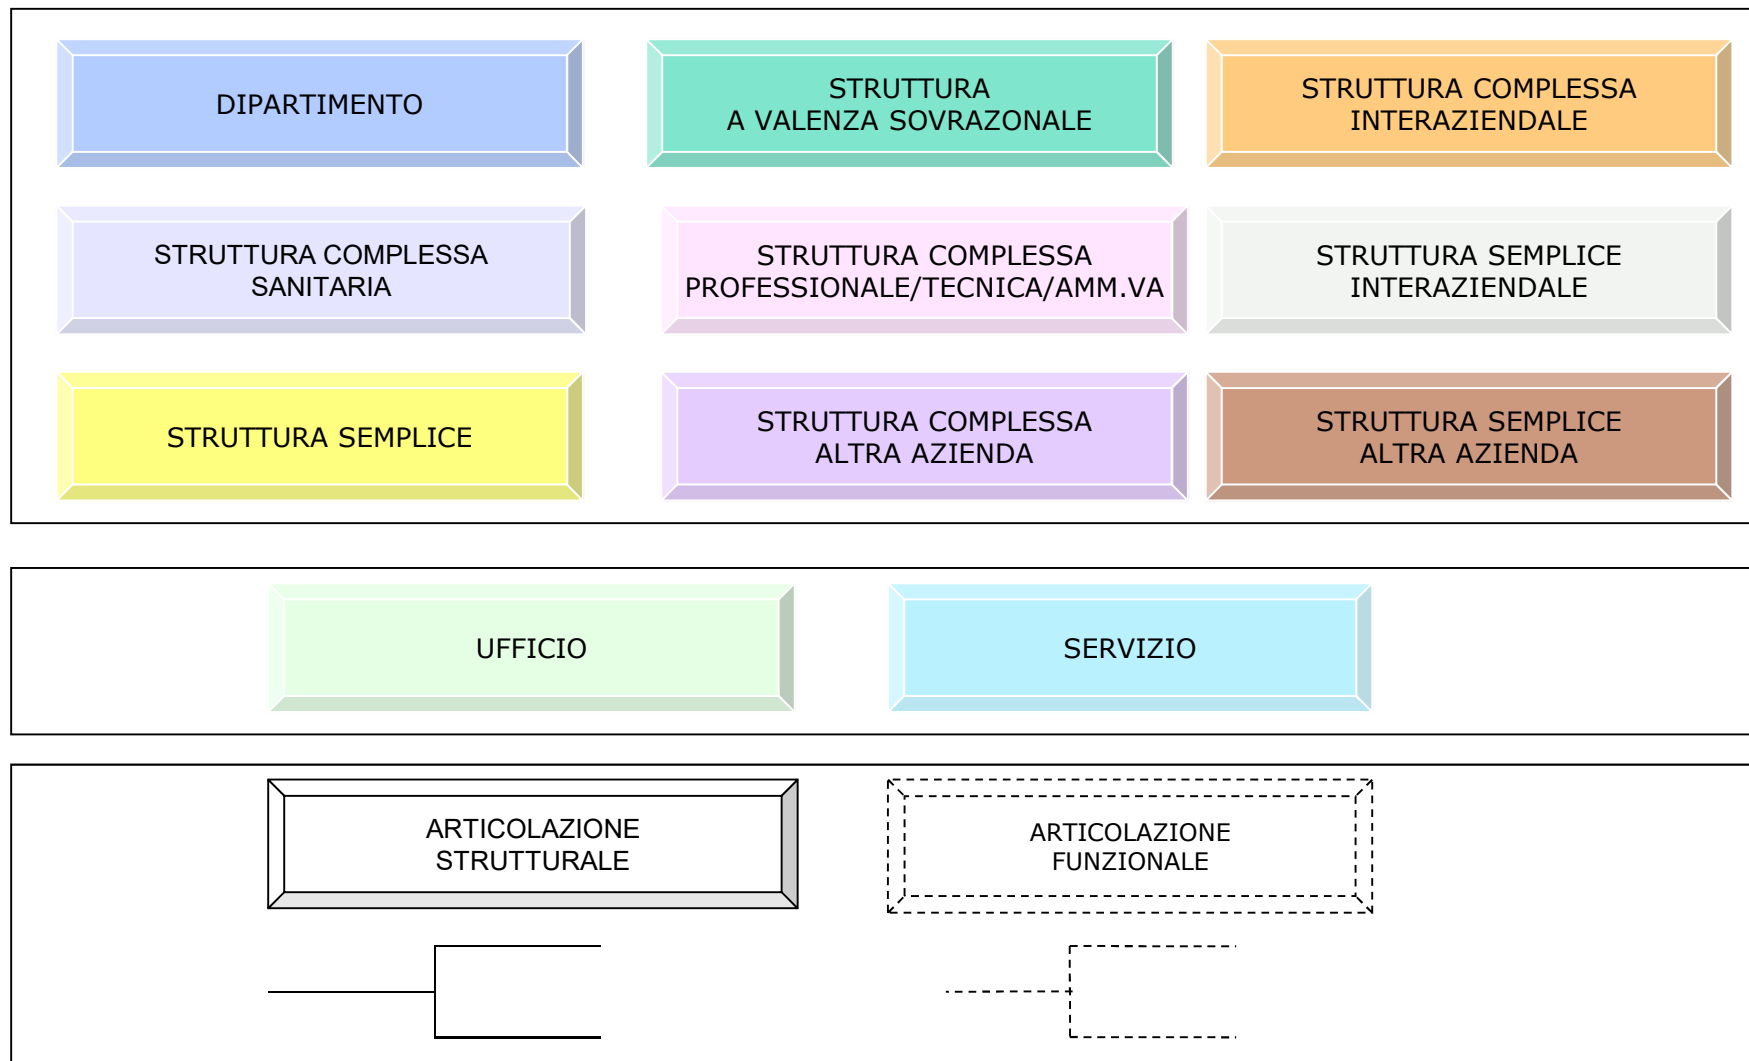 DIPARTIMENTO
STRUTTURA
A VALENZA SOVRAZONALE
STRUTTURA COMPLESSA
INTERAZIENDALE
STRUTTURA COMPLESSA
SANITARIA
STRUTTURA COMPLESSA
PROFESSIONALE/TECNICA/AMM.VA
STRUTTURA SEMPLICE
INTERAZIENDALE
STRUTTURA SEMPLICE
STRUTTURA COMPLESSA
ALTRA AZIENDA
STRUTTURA SEMPLICE
ALTRA AZIENDA
UFFICIO
SERVIZIO
ARTICOLAZIONE
STRUTTURALE
ARTICOLAZIONE
FUNZIONALE